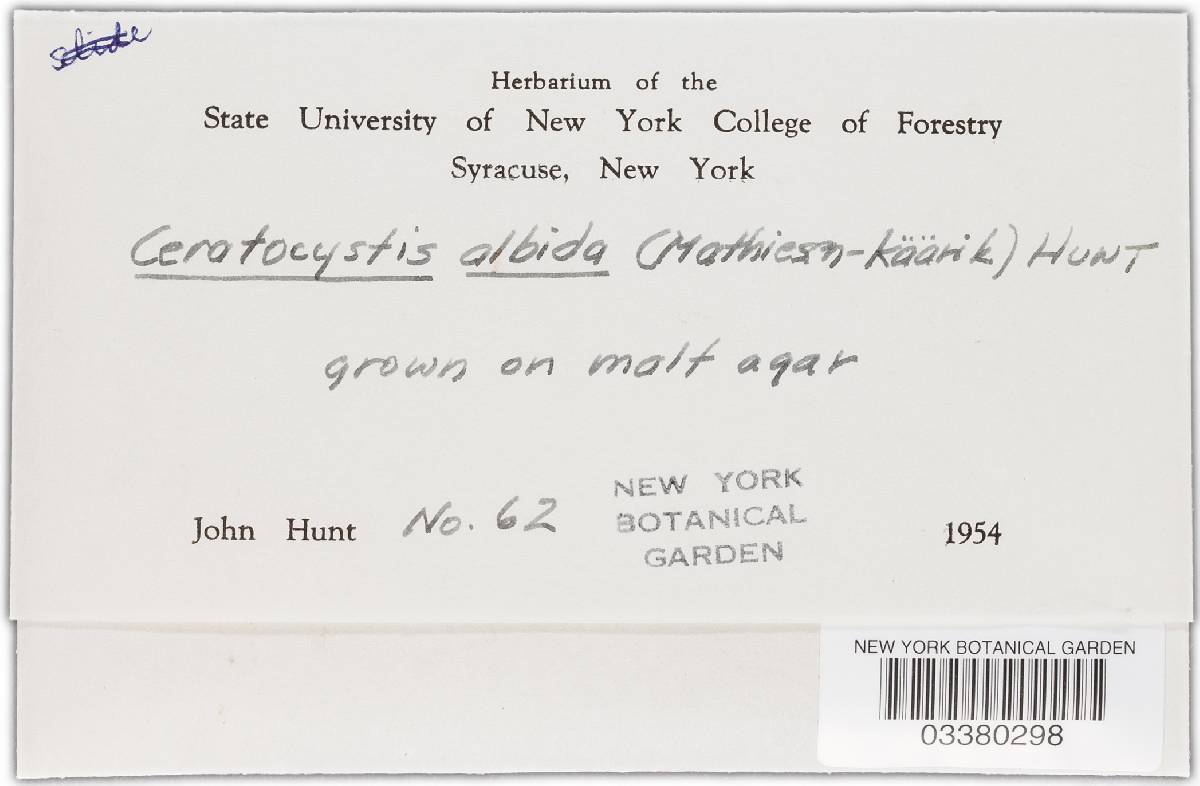 Herbarium of the
State University of New York College of Forestry
Syracuse, New York
Ceratocystis albida (Mathiesn-Käärik) HUNT
grown on malt agar
John Hunt No. 62 1954
NEW YORK
BOTANICAL
GARDEN
NEW YORK BOTANICAL GARDEN
03380298